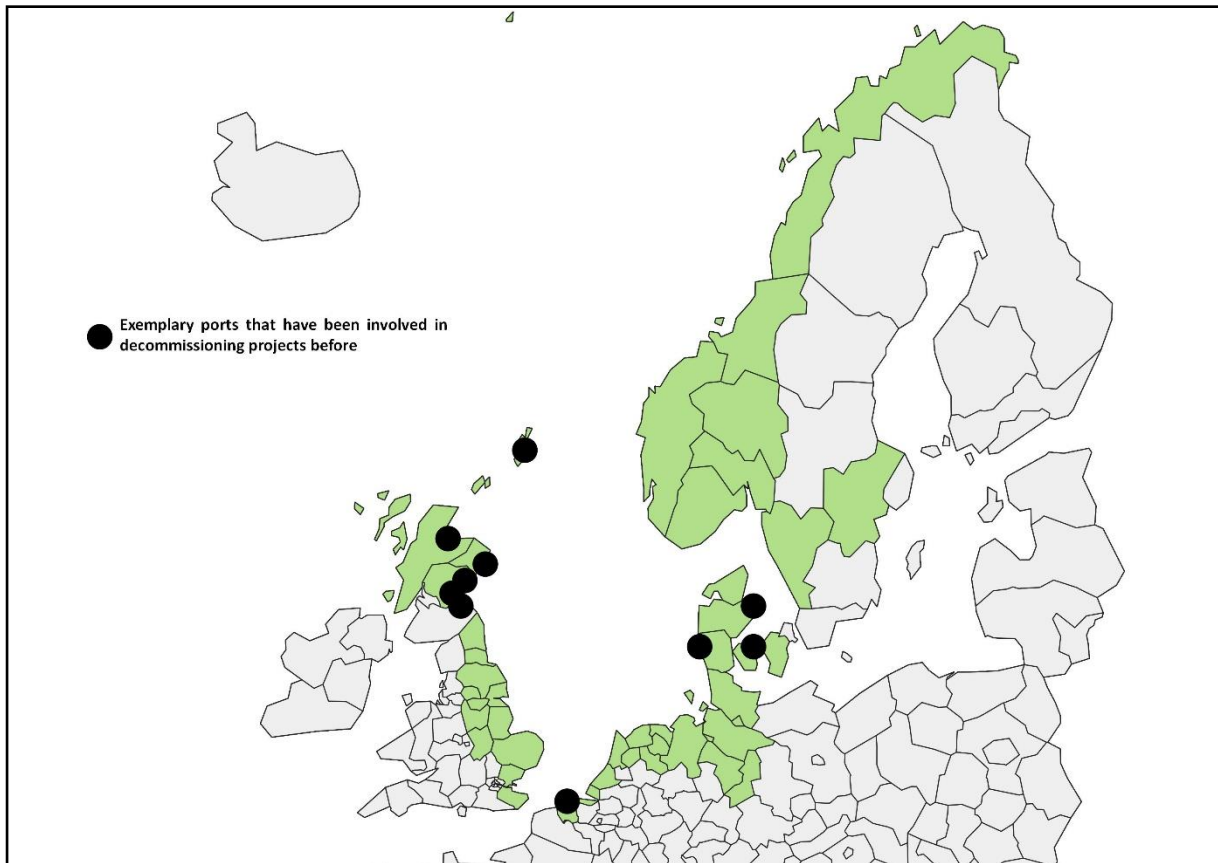 Exemplary ports that have been involved in
decommissioning projects before